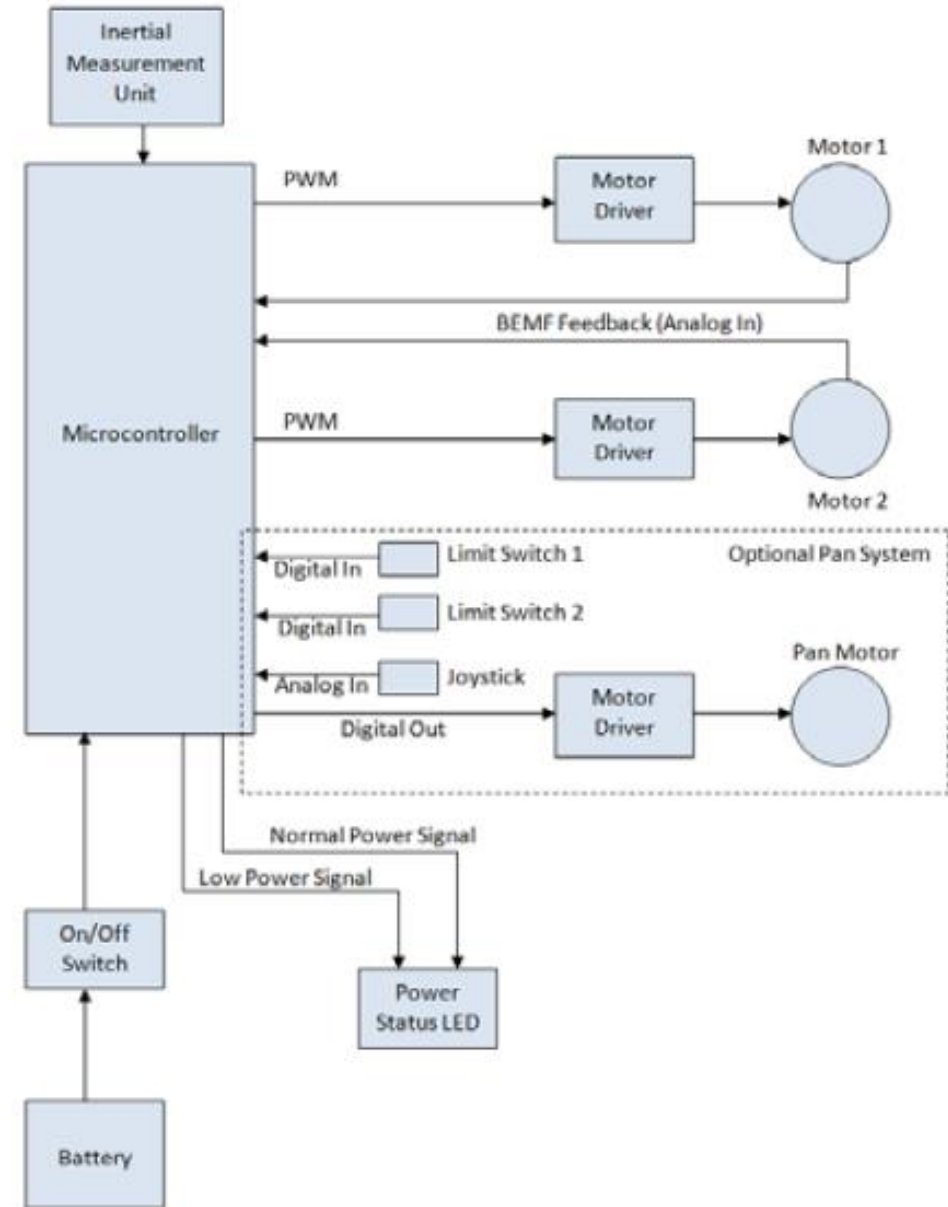 Inertial
Measurement
Unit
Motor 1
PWM
Motor
Driver
BEMF Feedback (Analog In)
Microcontroller
PWM
Motor
Driver
Motor 2
Optional Pan System
Limit Switch 1
Digital In
Limit Switch 2
Digital In
Joystick
Analog In
Pan Motor
Motor
Driver
Digital Out
Normal Power Signal
Low Power Signal
On/Off
Switch
Power
Status LED
Battery